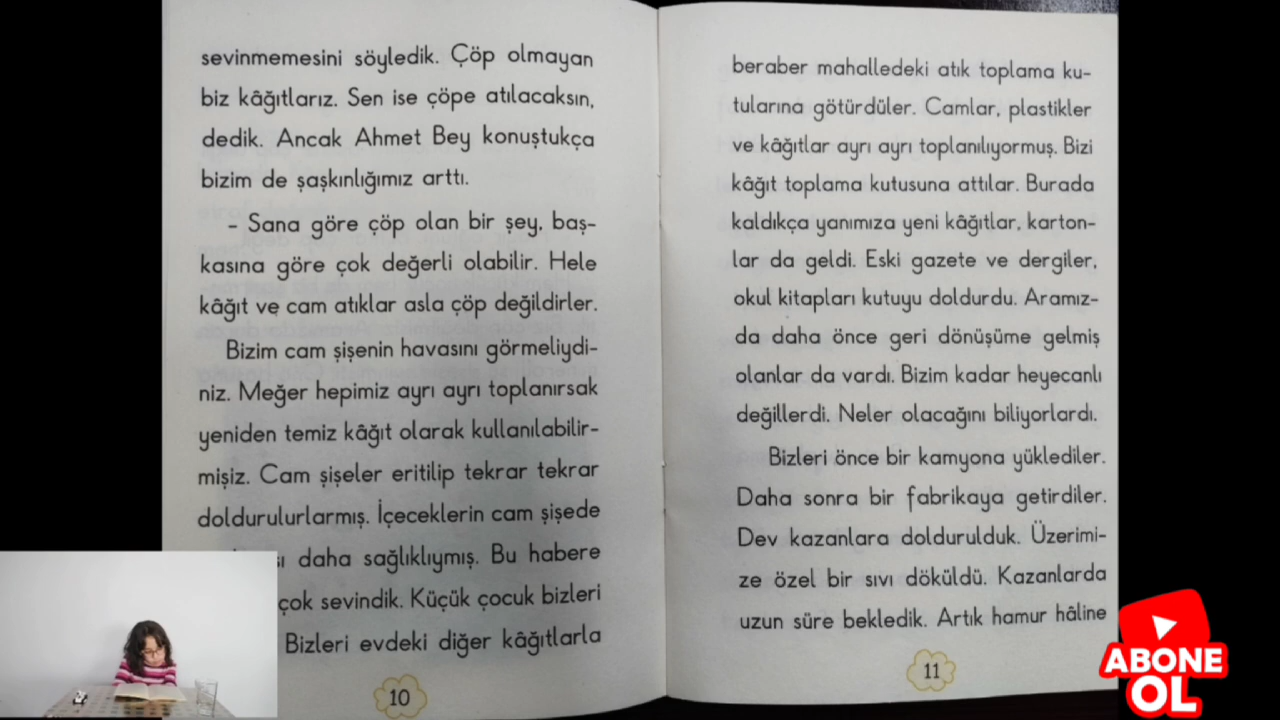 sevinmemesini söyledik. Çöp olmayan
biz kâğıtlarız. Sen ise çöpe atılacaksın,
dedik. Ancak Ahmet Bey konuştukça
bizim de şaşkınlığımız arttı.
- Sana göre çöp olan bir şey, baş-
kasına göre çok değerli olabilir. Hele
kâğıt ve cam atıklar asla çöp değildirler.
Bizim cam şişenin havasını görmeliydi-
niz. Meğer hepimiz ayrı ayrı toplanırsak
yeniden temiz kâğıt olarak kullanılabilir-
mişiz. Cam şişeler eritilip tekrar tekrar
doldurulurlarmış. İçeceklerin cam şişede
daha sağlıklıymış. Bu habere
çok sevindik. Küçük çocuk bizleri
Bizleri evdeki diğer kâğıtlarla
10
beraber mahalledeki atık toplama ku-
tularına götürdüler. Camlar, plastikler
ve kâğıtlar ayrı ayrı toplanılıyormuş. Bizi
kâğıt toplama kutusuna attılar. Burada
kaldıkça yanımıza yeni kâğıtlar, karton-
lar da geldi. Eski gazete ve dergiler,
okul kitapları kutuyu doldurdu. Aramız-
da daha önce geri dönüşüme gelmiş
olanlar da vardı. Bizim kadar heyecanlı
değillerdi. Neler olacağını biliyorlardı.
Bizleri önce bir kamyona yüklediler.
Daha sonra bir fabrikaya getirdiler.
Dev kazanlara doldurulduk. Üzerimi-
ze özel bir sıvı döküldü. Kazanlarda
uzun süre bekledik. Artık hamur hâline
11
ABONE
OL